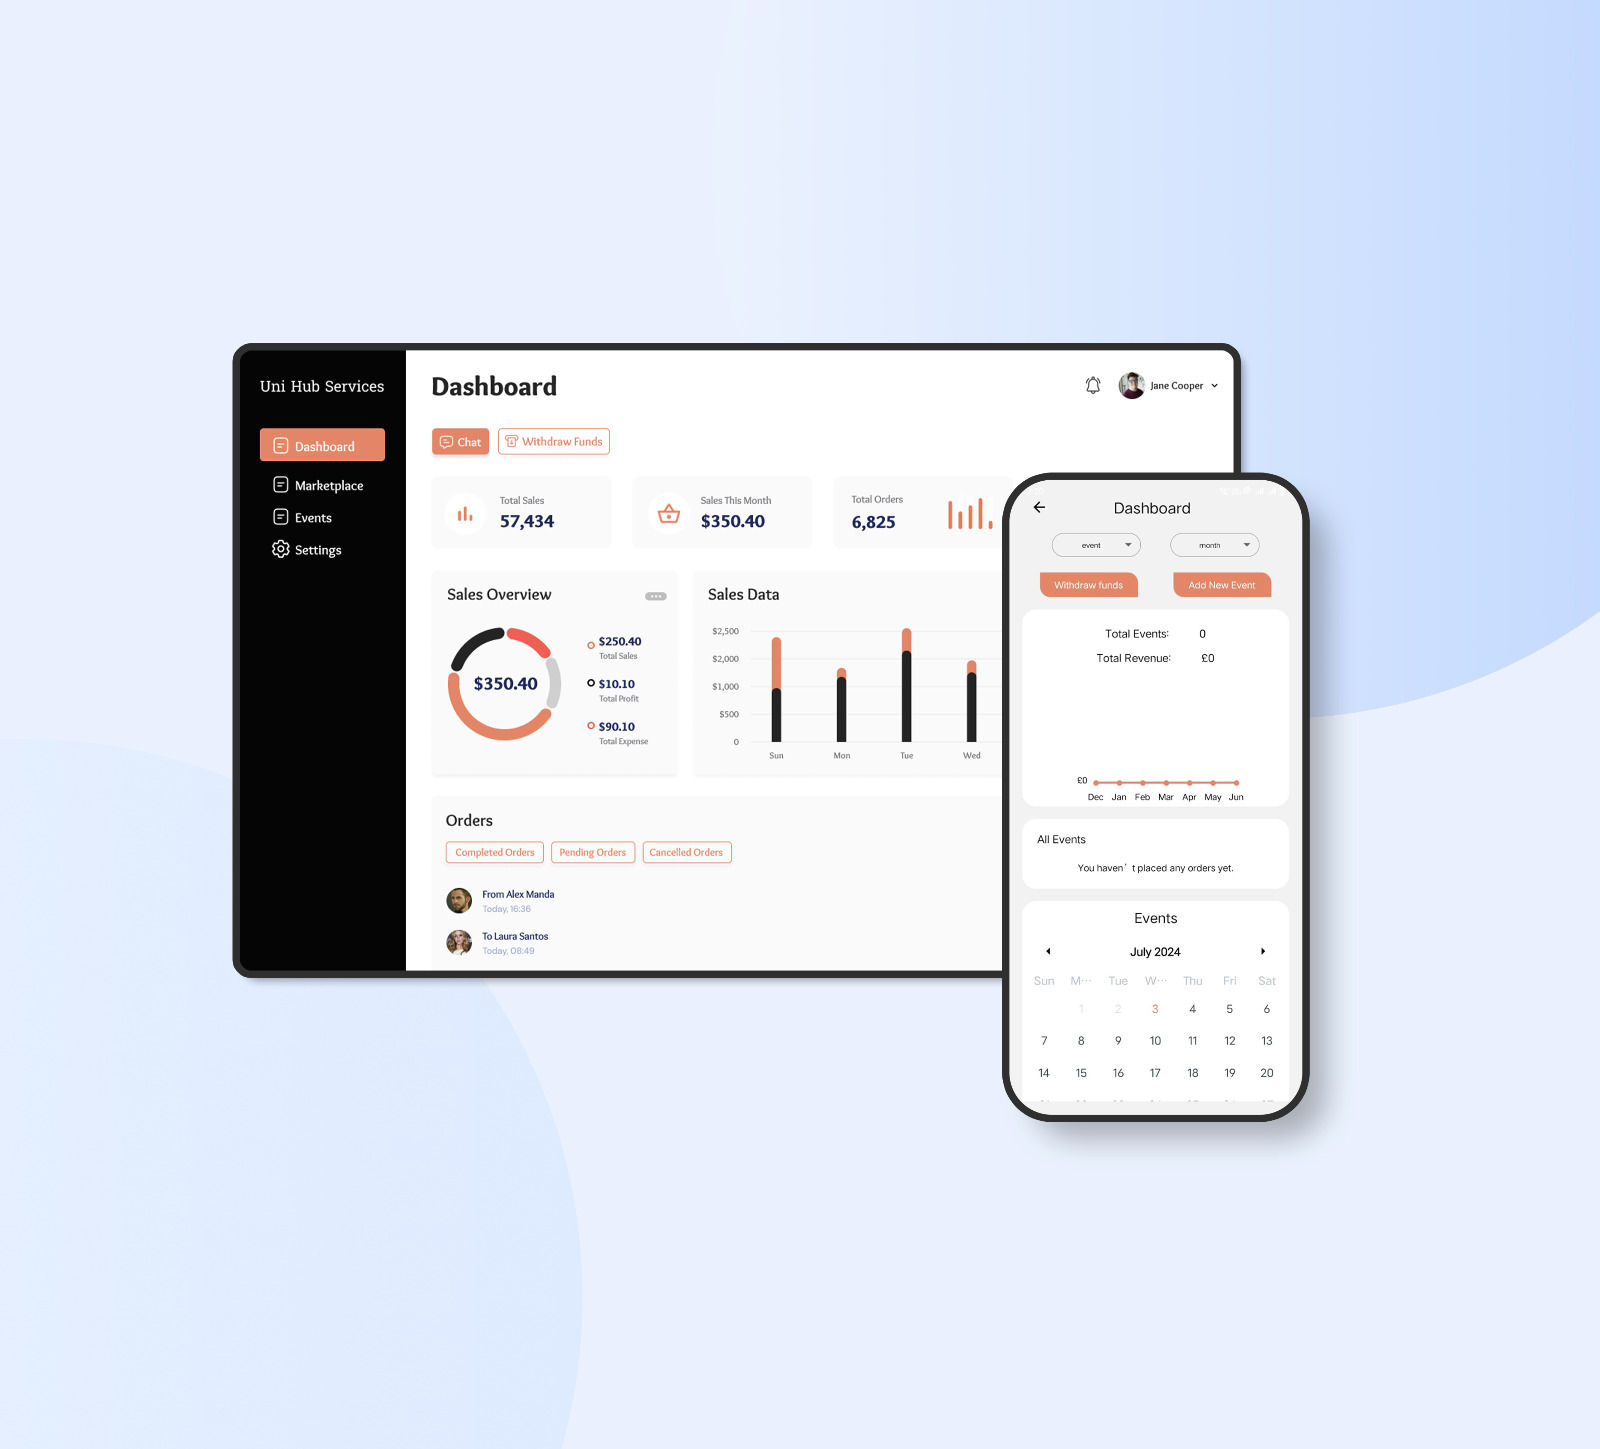 Uni Hub Services
Dashboard
Marketplace
Events
Settings
Dashboard
Jane Cooper
Chat
Withdraw Funds
Total Sales
57,434
Sales This Month
$350.40
Total Orders
6,825
Sales Overview
$350.40
$250.40
Total Sales
$10.10
Total Profit
$90.10
Total Expense
Sales Data
$2,500
$2,000
$1,000
$500
0
Sun Mon Tue Wed
Orders
Completed Orders Pending Orders Cancelled Orders
From Alex Manda
Today, 16:36
To Laura Santos
Today, 08:49
Dashboard
event month
Withdraw funds Add New Event
Total Events: 0
Total Revenue: £0
£0
Dec Jan Feb Mar Apr May Jun
All Events
You haven' t placed any orders yet.
Events
July 2024
Sun M··· Tue W··· Thu Fri Sat
1 2 3 4 5 6
7 8 9 10 11 12 13
14 15 16 17 18 19 20